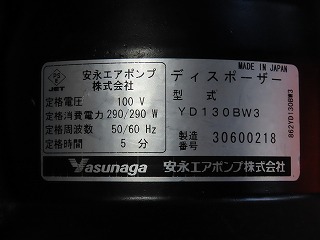 PS
E
JET
安永エアポンプ
株式会社
定格電圧 100 V
定格消費電力 290/290 W
定格周波数 50/60 Hz
定格時間 5 分
MADE IN JAPAN
ディスポーザー
型式
YD130BW3
製造番号 30600218
862YD130BW3
Yasunaga 安永エアポンプ株式会社